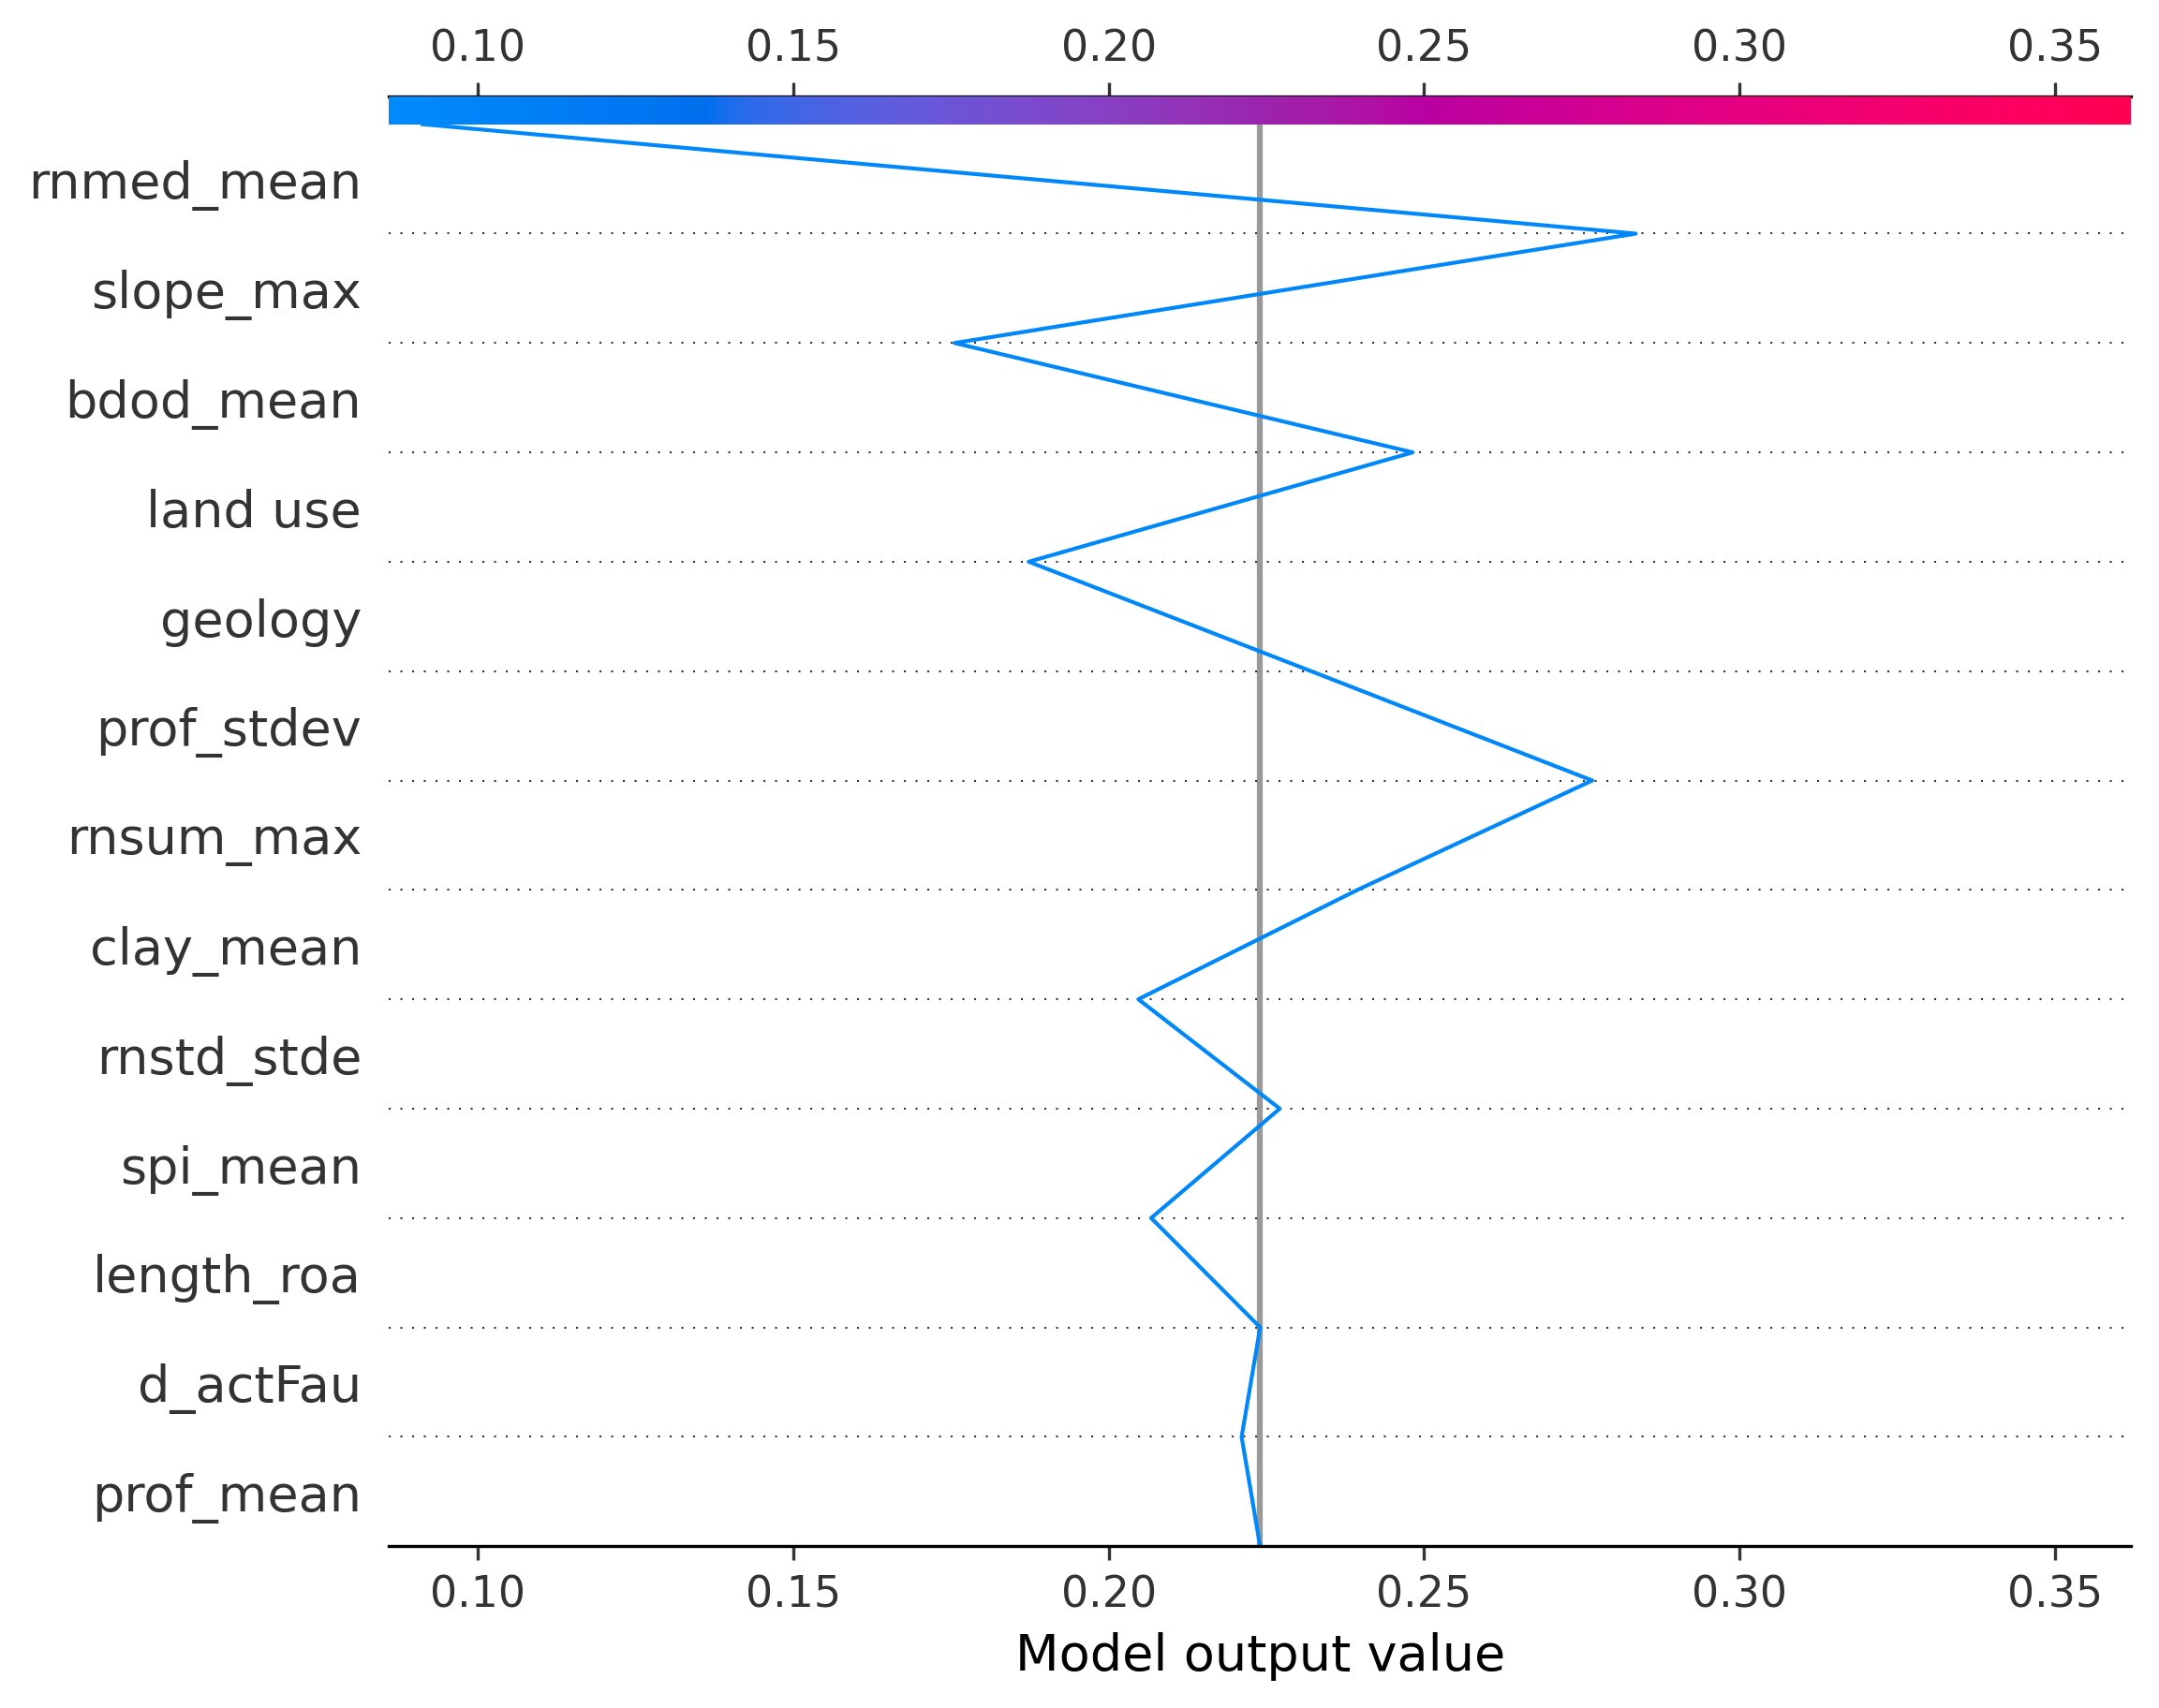 0.10 0.15 0.20 0.25 0.30 0.35
rnmed_mean
slope_max
bdod_mean
land use
geology
prof_stdev
rnsum_max
clay_mean
rnstd_stde
spi_mean
length_roa
d_actFau
prof_mean
0.10 0.15 0.20 0.25 0.30 0.35
Model output value